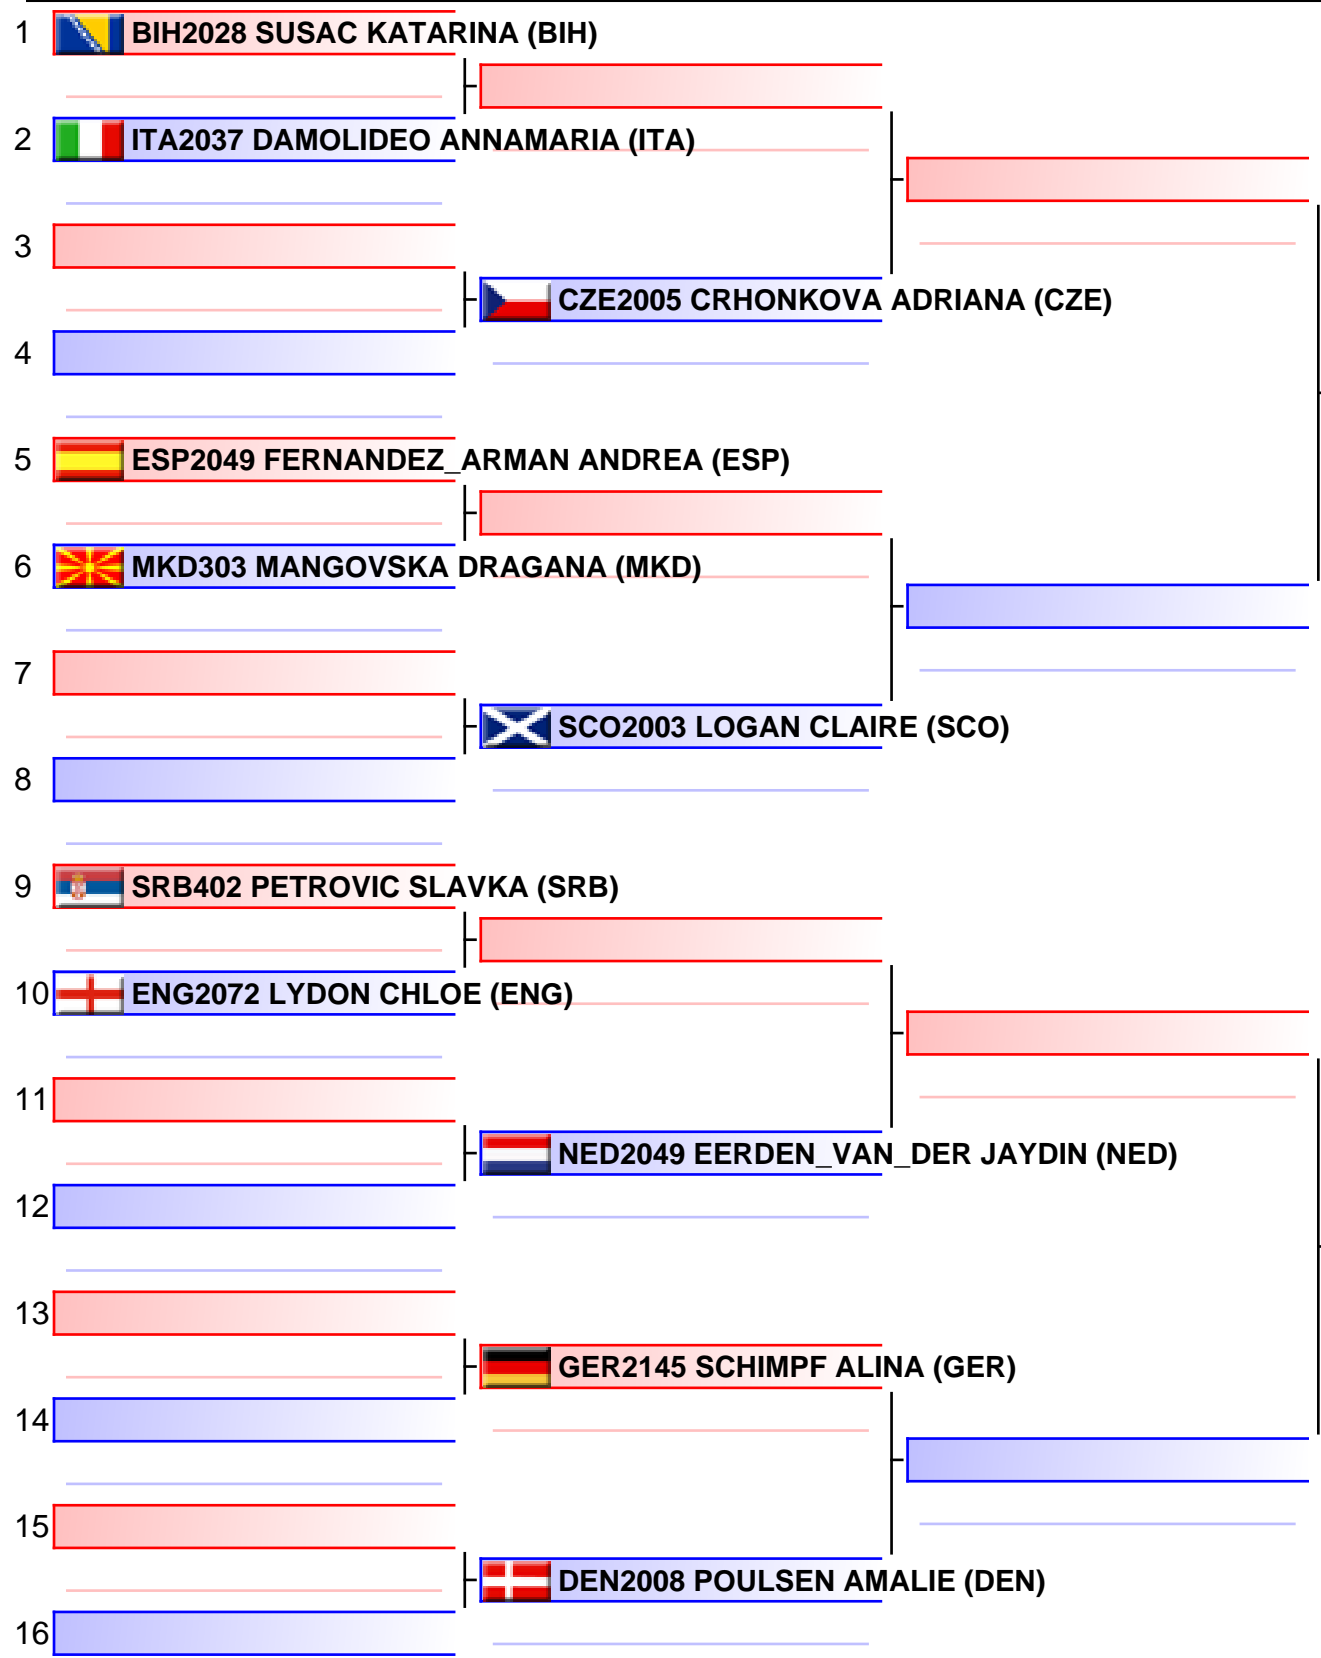 1 BIH2028 SUSAC KATARINA (BIH)
2 ITA2037 DAMOLIDEO ANNAMARIA (ITA)
3
CZE2005 CRHONKOVA ADRIANA (CZE)
4
5 ESP2049 FERNANDEZ_ARMAN ANDREA (ESP)
6 MKD303 MANGOVSKA DRAGANA (MKD)
7
SCO2003 LOGAN CLAIRE (SCO)
8
9 SRB402 PETROVIC SLAVKA (SRB)
10 ENG2072 LYDON CHLOE (ENG)
11
NED2049 EERDEN_VAN_DER JAYDIN (NED)
12
13
GER2145 SCHIMPF ALINA (GER)
14
15
DEN2008 POULSEN AMALIE (DEN)
16